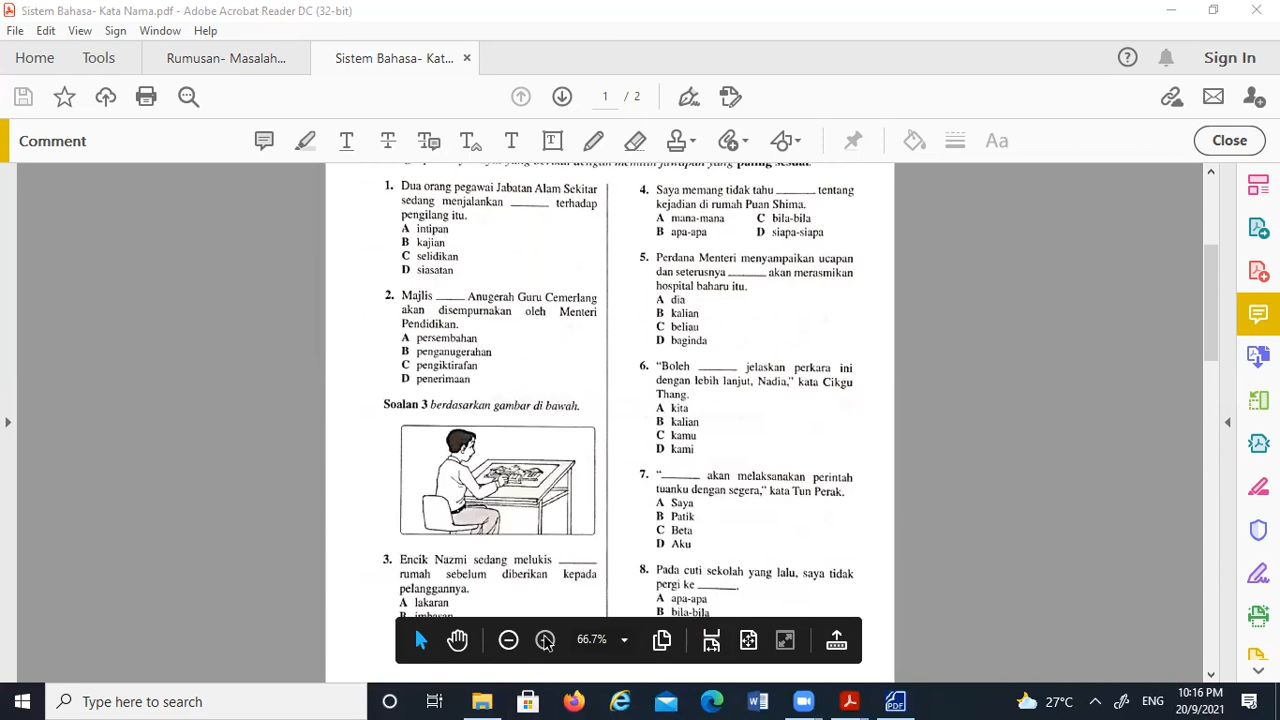 Sistem Bahasa- Kata Nama.pdf - Adobe Acrobat Reader DC (32-bit)
File Edit View Sign Window Help
Home Tools Rumusan- Masalah... Sistem Bahasa- Kat... ×
Sign In
1 / 2
Comment
Close
yang berikut dengan memilih jawapan yang paling sesuai.
1. Dua orang pegawai Jabatan Alam Sekitar
sedang menjalankan ______ terhadap
pengilang itu.
A intipan
B kajian
C selidikan
D siasatan
2. Majlis ______ Anugerah Guru Cemerlang
akan disempurnakan oleh Menteri
Pendidikan.
A persembahan
B penganugerahan
C pengiktirafan
D penerimaan
Soalan 3 berdasarkan gambar di bawah.
3. Encik Nazmi sedang melukis ______
rumah sebelum diberikan kepada
pelanggannya.
A lakaran
B imbasan
4. Saya memang tidak tahu ______ tentang
kejadian di rumah Puan Shima.
A mana-mana C bila-bila
B apa-apa D siapa-siapa
5. Perdana Menteri menyampaikan ucapan
dan seterusnya ______ akan merasmikan
hospital baharu itu.
A dia
B kalian
C beliau
D baginda
6. "Boleh ______ jelaskan perkara ini
dengan lebih lanjut, Nadia," kata Cikgu
Thang.
A kita
B kalian
C kamu
D kami
7. "______ akan melaksanakan perintah
tuanku dengan segera," kata Tun Perak.
A Saya
B Patik
C Beta
D Aku
8. Pada cuti sekolah yang lalu, saya tidak
pergi ke ______.
A apa-apa
B bila-bila
66.7%
Type here to search
27°C ENG 10:16 PM
20/9/2021